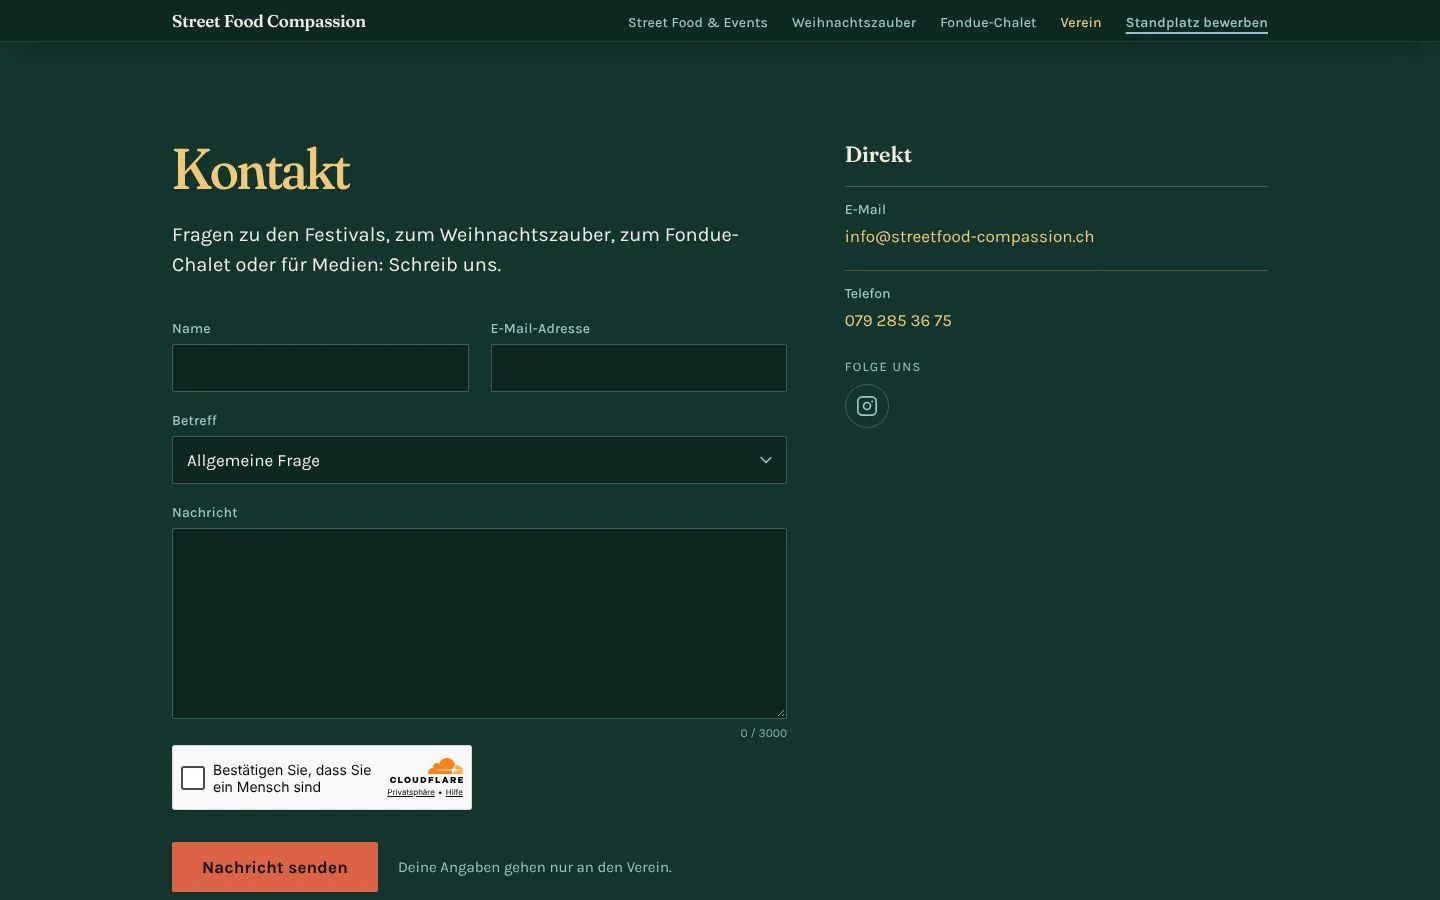 Street Food Compassion
Street Food & Events
Weihnachtszauber
Fondue-Chalet
Verein
Standplatz bewerben
Kontakt
Fragen zu den Festivals, zum Weihnachtszauber, zum Fondue-
Chalet oder für Medien: Schreib uns.
Name
E-Mail-Adresse
Betreff
Allgemeine Frage
Nachricht
0 / 3000
Bestätigen Sie, dass Sie
ein Mensch sind
CLOUDFLARE
Privatsphäre • Hilfe
Nachricht senden
Deine Angaben gehen nur an den Verein.
Direkt
E-Mail
info@streetfood-compassion.ch
Telefon
079 285 36 75
FOLGE UNS